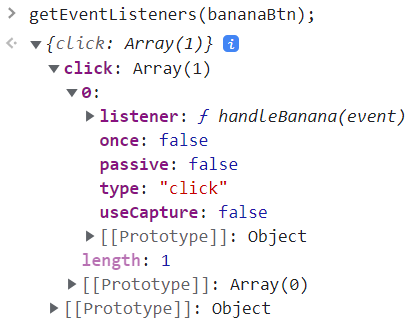 > getEventListeners(bananaBtn);
<· ▼{click: Array(1)} i
▼click: Array(1)
▼0:
▶listener: ƒ handleBanana(event)
once: false
passive: false
type: "click"
useCapture: false
▶[[Prototype]]: Object
length: 1
▶[[Prototype]]: Array(0)
▶[[Prototype]]: Object